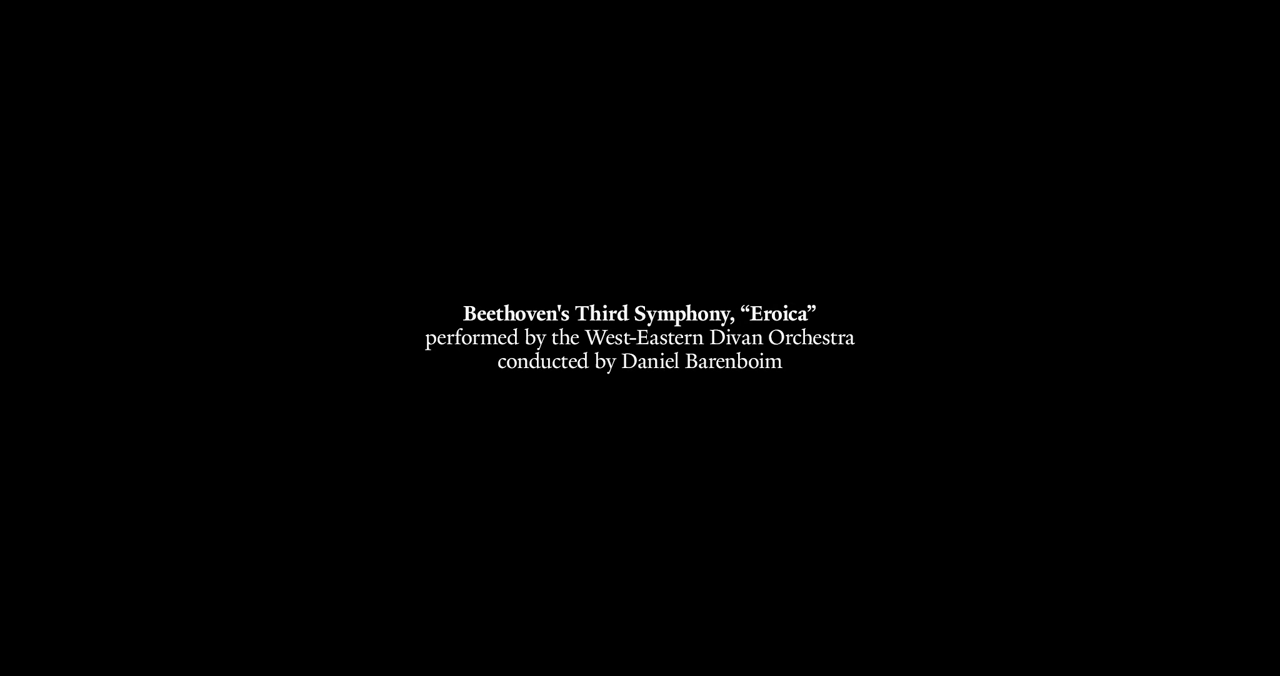 Beethoven's Third Symphony, “Eroica”
performed by the West-Eastern Divan Orchestra
conducted by Daniel Barenboim